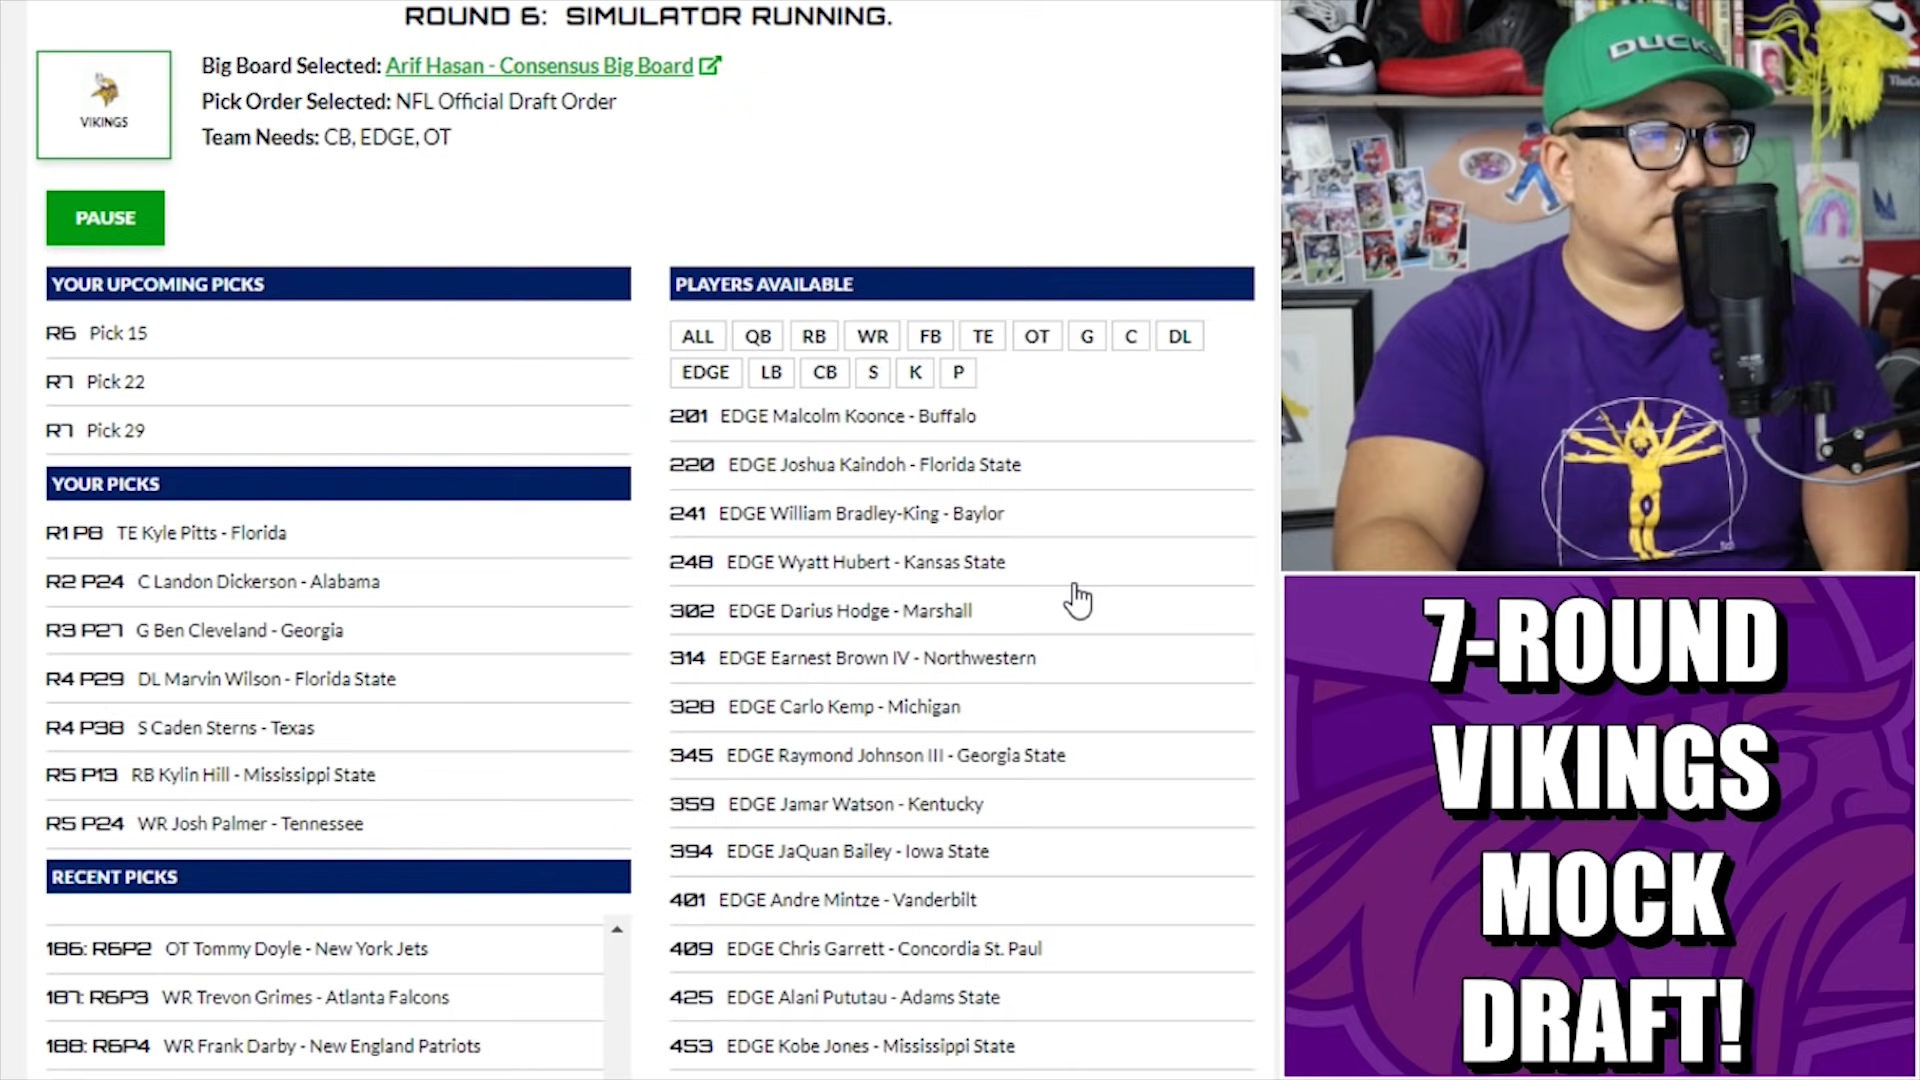 ROUND 6: SIMULATOR RUNNING.
VIKINGS
Big Board Selected: Arif Hasan - Consensus Big Board
Pick Order Selected: NFL Official Draft Order
Team Needs: CB, EDGE, OT
PAUSE
YOUR UPCOMING PICKS
R6 Pick 15
R7 Pick 22
R7 Pick 29
YOUR PICKS
R1 P8 TE Kyle Pitts - Florida
R2 P24 C Landon Dickerson - Alabama
R3 P27 G Ben Cleveland - Georgia
R4 P29 DL Marvin Wilson - Florida State
R4 P38 S Caden Sterns - Texas
R5 P13 RB Kylin Hill - Mississippi State
R5 P24 WR Josh Palmer - Tennessee
RECENT PICKS
186: R6P2 OT Tommy Doyle - New York Jets
187: R6P3 WR Trevon Grimes - Atlanta Falcons
188: R6P4 WR Frank Darby - New England Patriots
PLAYERS AVAILABLE
ALL QB RB WR FB TE OT G C DL
EDGE LB CB S K P
201 EDGE Malcolm Koonce - Buffalo
220 EDGE Joshua Kaindoh - Florida State
241 EDGE William Bradley-King - Baylor
248 EDGE Wyatt Hubert - Kansas State
302 EDGE Darius Hodge - Marshall
314 EDGE Earnest Brown IV - Northwestern
328 EDGE Carlo Kemp - Michigan
345 EDGE Raymond Johnson III - Georgia State
359 EDGE Jamar Watson - Kentucky
394 EDGE JaQuan Bailey - Iowa State
401 EDGE Andre Mintze - Vanderbilt
409 EDGE Chris Garrett - Concordia St. Paul
425 EDGE Alani Pututau - Adams State
453 EDGE Kobe Jones - Mississippi State
DUCKS
7-ROUND
VIKINGS
MOCK
DRAFT!